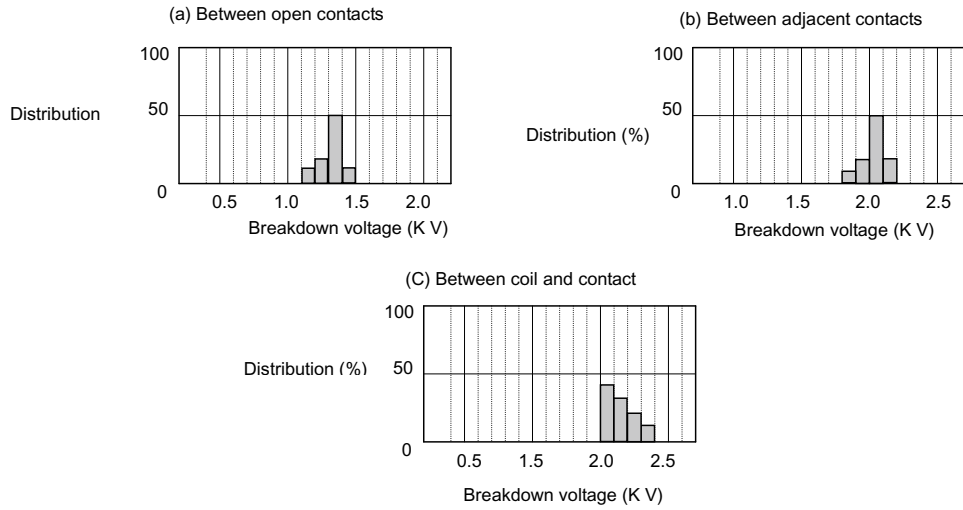 (a) Between open contacts
100
50
0
Distribution
0.5 1.0 1.5 2.0
Breakdown voltage (K V)
(b) Between adjacent contacts
100
50
0
Distribution (%)
1.0 1.5 2.0 2.5
Breakdown voltage (K V)
(C) Between coil and contact
100
50
0
Distribution (%)
0.5 1.0 1.5 2.0 2.5
Breakdown voltage (K V)